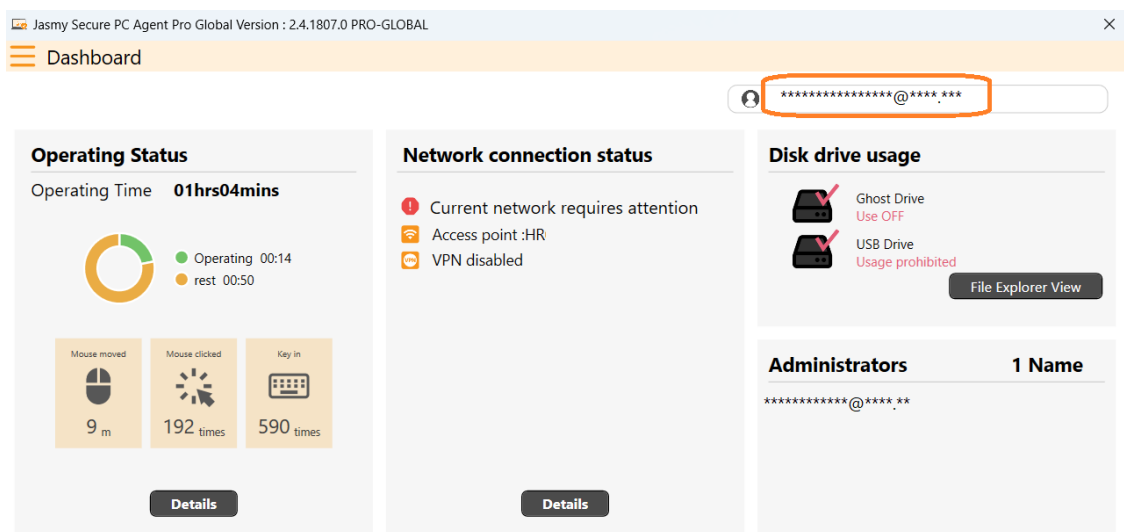 Jasmy Secure PC Agent Pro Global Version : 2.4.1807.0 PRO-GLOBAL
Dashboard
****************@****.***
Operating Status
Operating Time 01hrs04mins
Operating 00:14
rest 00:50
Mouse moved
9 m
Mouse clicked
192 times
Key in
590 times
Details
Network connection status
Current network requires attention
Access point :HR
VPN
VPN disabled
Details
Disk drive usage
Ghost Drive
Use OFF
USB Drive
Usage prohibited
File Explorer View
Administrators 1 Name
************@****.**